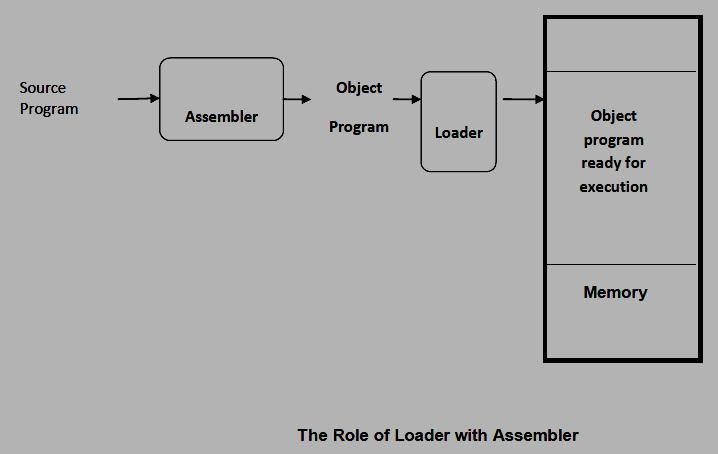 Source
Program
Assembler
Object
Program
Loader
Object
program
ready for
execution
Memory
The Role of Loader with Assembler